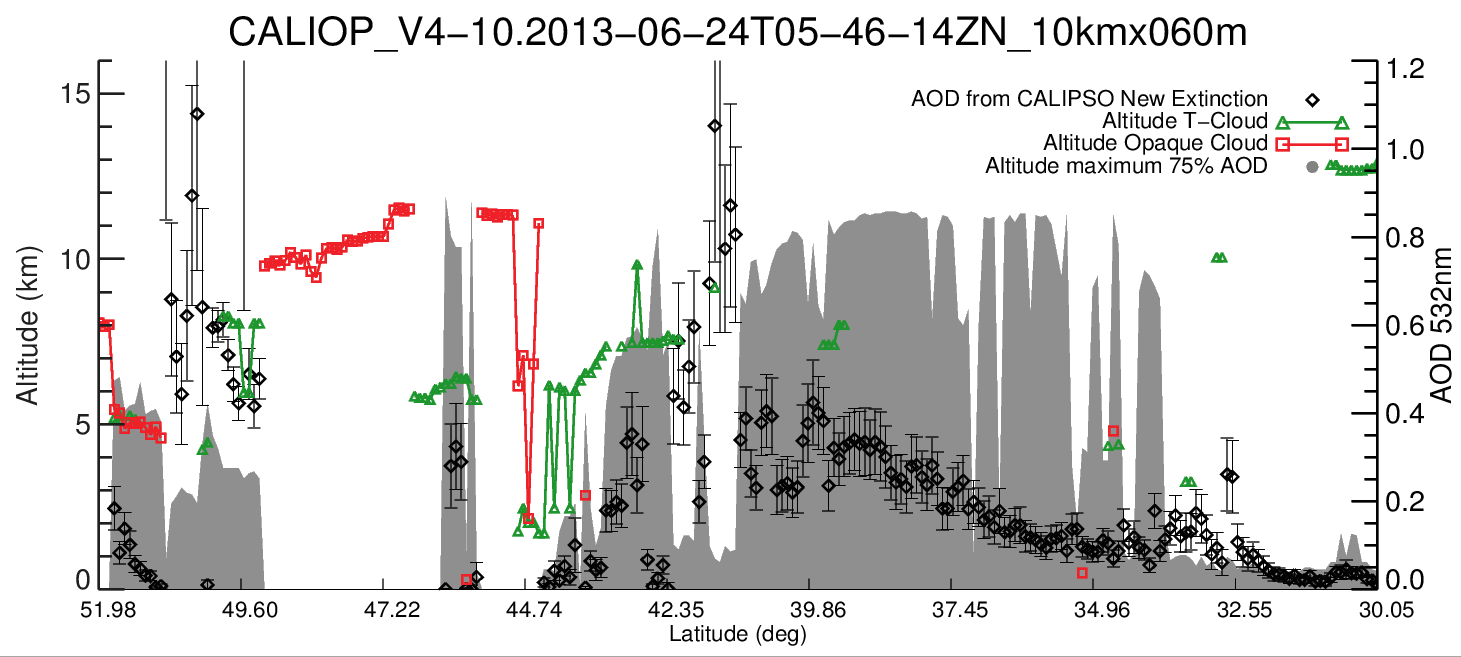 CALIOP_V4−10.2013−06−24T05−46−14ZN_10kmx060m
AOD from CALIPSO New Extinction
Altitude T−Cloud
Altitude Opaque Cloud
Altitude maximum 75% AOD
Altitude (km)
15
10
5
0
AOD 532nm
1.2
1.0
0.8
0.6
0.4
0.2
0.0
51.98 49.60 47.22 44.74 42.35 39.86 37.45 34.96 32.55 30.05
Latitude (deg)